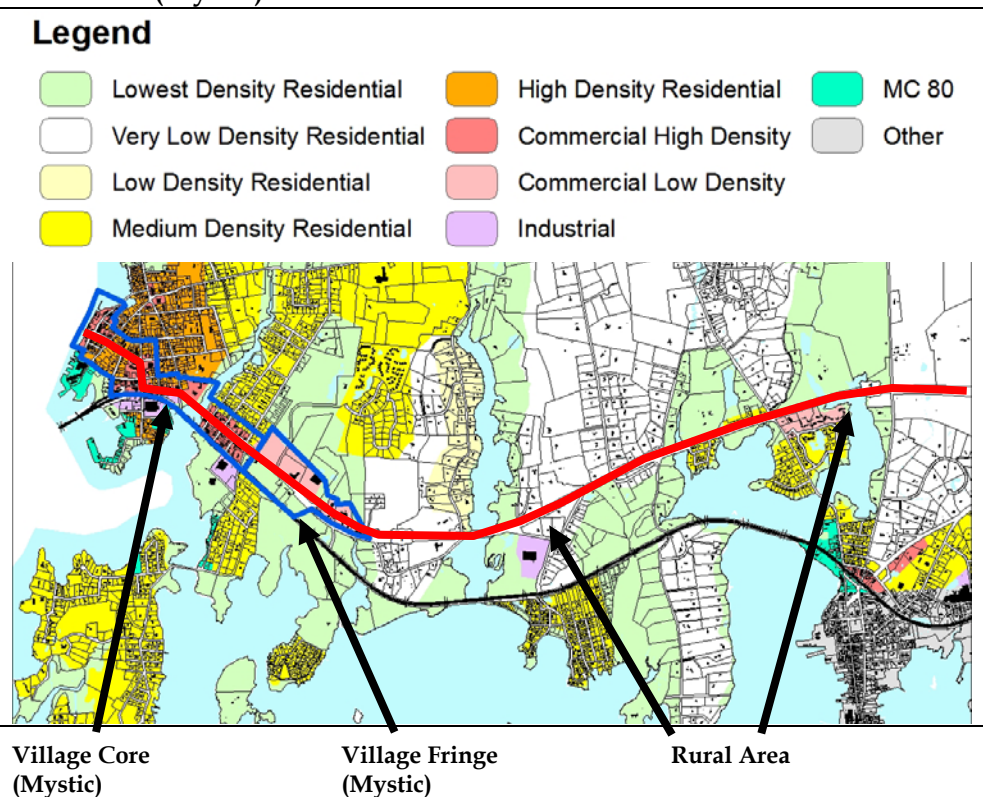 Legend
Lowest Density Residential
Very Low Density Residential
Low Density Residential
Medium Density Residential
High Density Residential
Commercial High Density
Commercial Low Density
Industrial
MC 80
Other
Village Core
(Mystic)
Village Fringe
(Mystic)
Rural Area